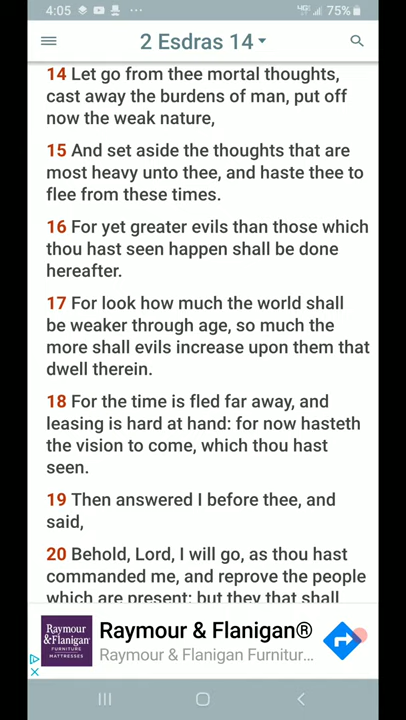 4:05 75%
2 Esdras 14
14 Let go from thee mortal thoughts,
cast away the burdens of man, put off
now the weak nature,
15 And set aside the thoughts that are
most heavy unto thee, and haste thee to
flee from these times.
16 For yet greater evils than those which
thou hast seen happen shall be done
hereafter.
17 For look how much the world shall
be weaker through age, so much the
more shall evils increase upon them that
dwell therein.
18 For the time is fled far away, and
leasing is hard at hand: for now hasteth
the vision to come, which thou hast
seen.
19 Then answered I before thee, and
said,
20 Behold, Lord, I will go, as thou hast
commanded me, and reprove the people
which are present: but they that shall
Raymour
&Flanigan
FURNITURE
MATTRESSES
Raymour & Flanigan®
Raymour & Flanigan Furnitur...